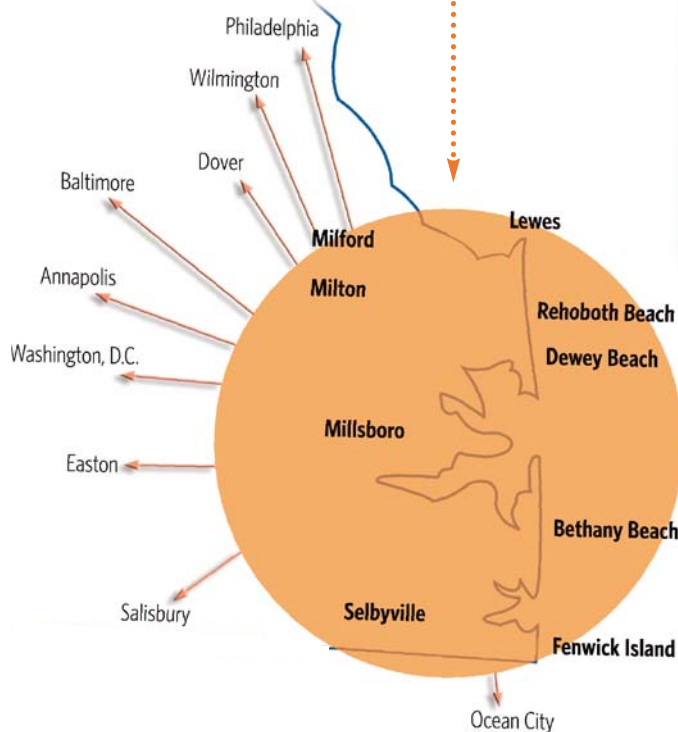 Philadelphia
Wilmington
Dover
Baltimore
Lewes
Milford
Annapolis
Milton
Rehoboth Beach
Washington, D.C.
Dewey Beach
Millsboro
Easton
Bethany Beach
Salisbury
Selbyville
Fenwick Island
Ocean City